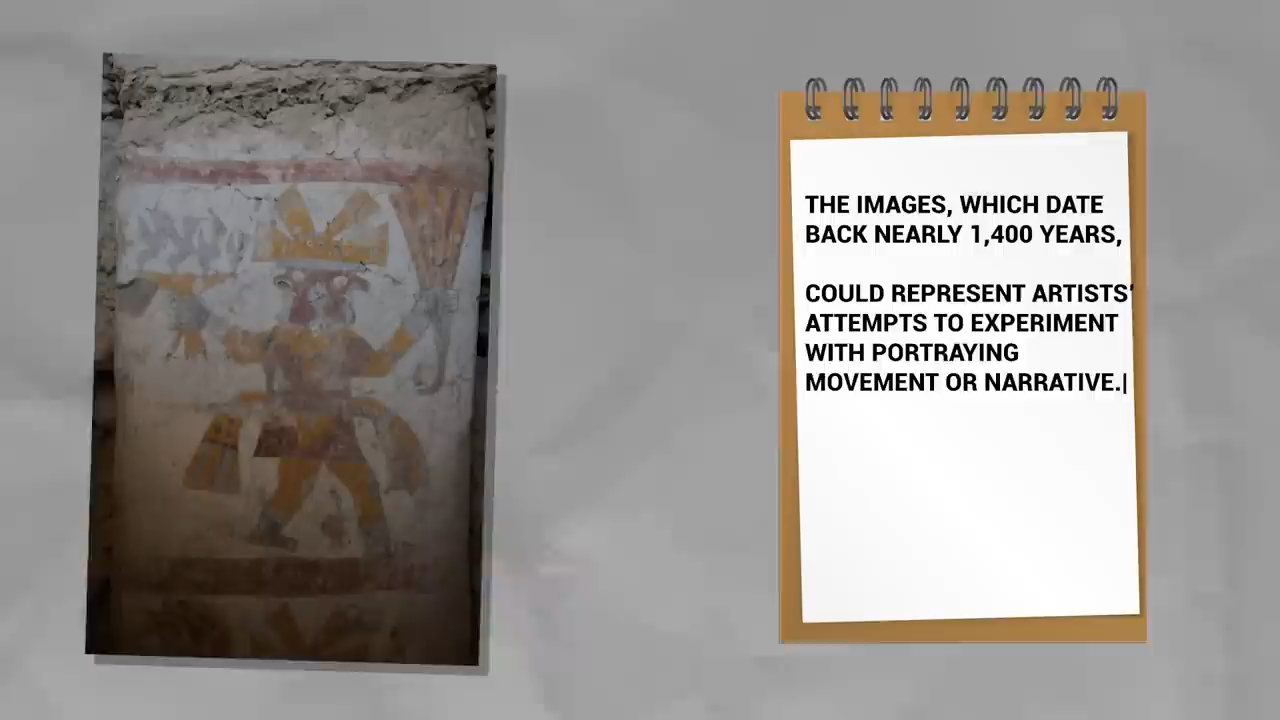 THE IMAGES, WHICH DATE
BACK NEARLY 1,400 YEARS,
COULD REPRESENT ARTISTS'
ATTEMPTS TO EXPERIMENT
WITH PORTRAYING
MOVEMENT OR NARRATIVE.